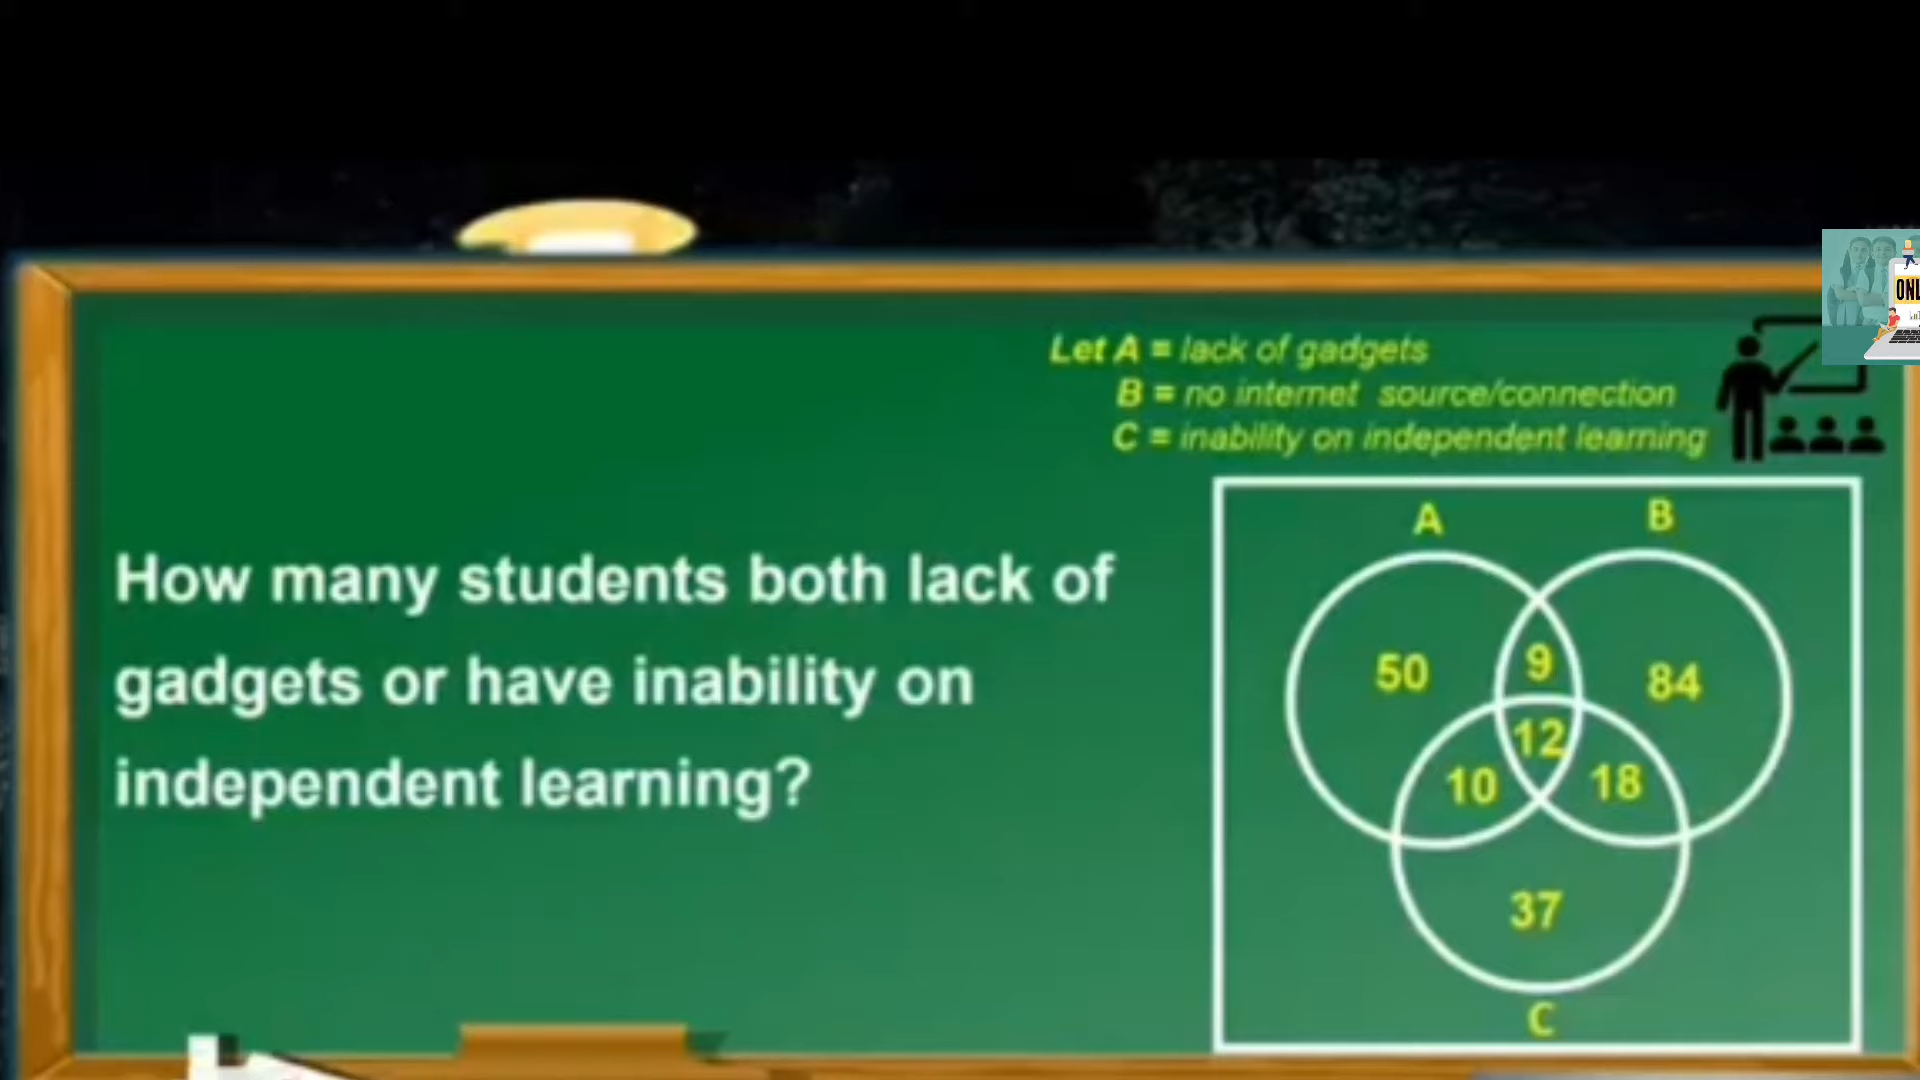 Let A = lack of gadgets
B = no internet source/connection
C = inability on independent learning
How many students both lack of
gadgets or have inability on
independent learning?
A
B
50
9
84
12
10
18
37
C